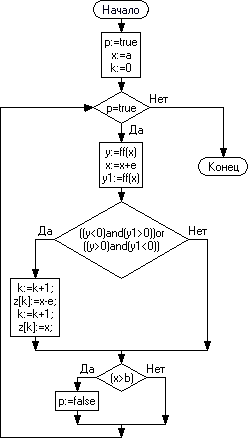 Начало
p:=true
x:=a
k:=0
p=true
Нет
Да
y:=ff(x)
x:=x+e
y1:=ff(x)
Конец
Да
((y<0)and(y1>0))or
((y>0)and(y1<0))
Нет
k:=k+1;
z[k]:=x-e;
k:=k+1;
z[k]:=x;
Да
(x>b)
Нет
p:=false